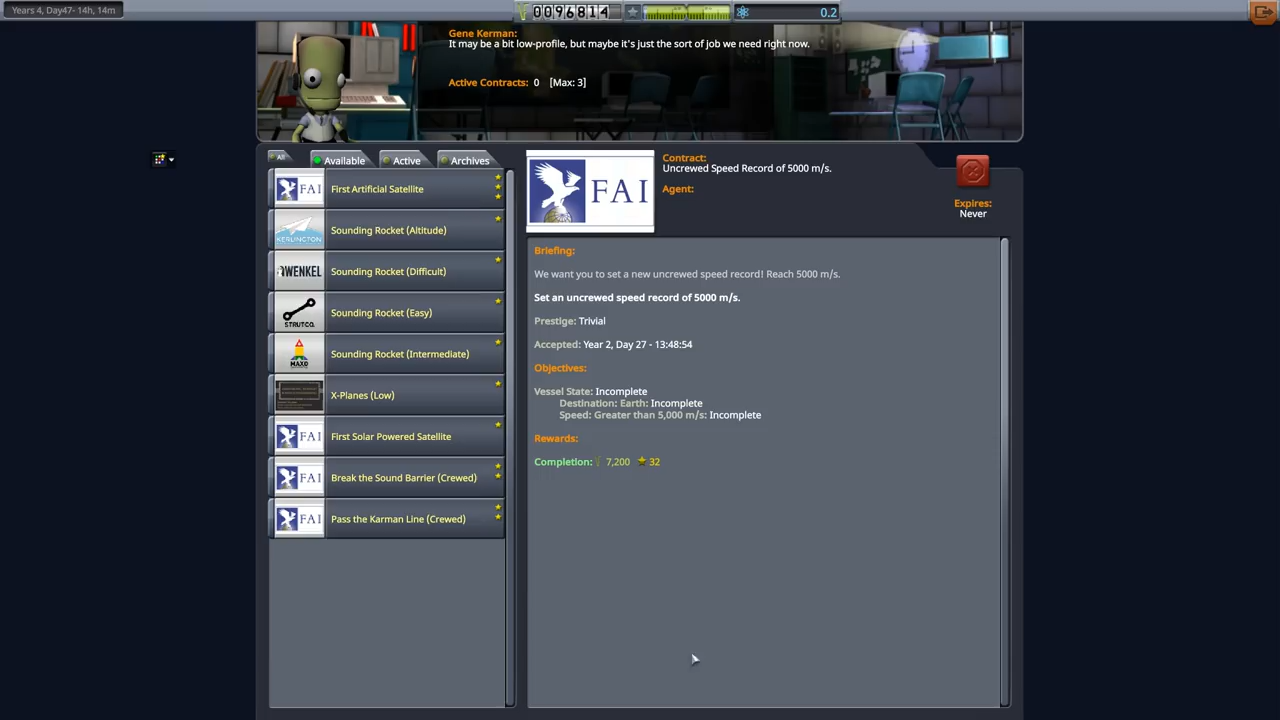 Years 4, Day47- 14h, 14m
0096814
0.2
Gene Kerman:
It may be a bit low-profile, but maybe it's just the sort of job we need right now.
Active Contracts: 0 [Max: 3]
All
Available
Active
Archives
FAI
First Artificial Satellite
KERLINGTON
Sounding Rocket (Altitude)
WENKEL
Sounding Rocket (Difficult)
STRUTCO.
Sounding Rocket (Easy)
MAXO
Sounding Rocket (Intermediate)
X-Planes (Low)
FAI
First Solar Powered Satellite
FAI
Break the Sound Barrier (Crewed)
FAI
Pass the Karman Line (Crewed)
FAI
Contract:
Uncrewed Speed Record of 5000 m/s.
Agent:
Expires:
Never
Briefing:
We want you to set a new uncrewed speed record! Reach 5000 m/s.
Set an uncrewed speed record of 5000 m/s.
Prestige: Trivial
Accepted: Year 2, Day 27 - 13:48:54
Objectives:
Vessel State: Incomplete
Destination: Earth: Incomplete
Speed: Greater than 5,000 m/s: Incomplete
Rewards:
Completion: 7,200 32